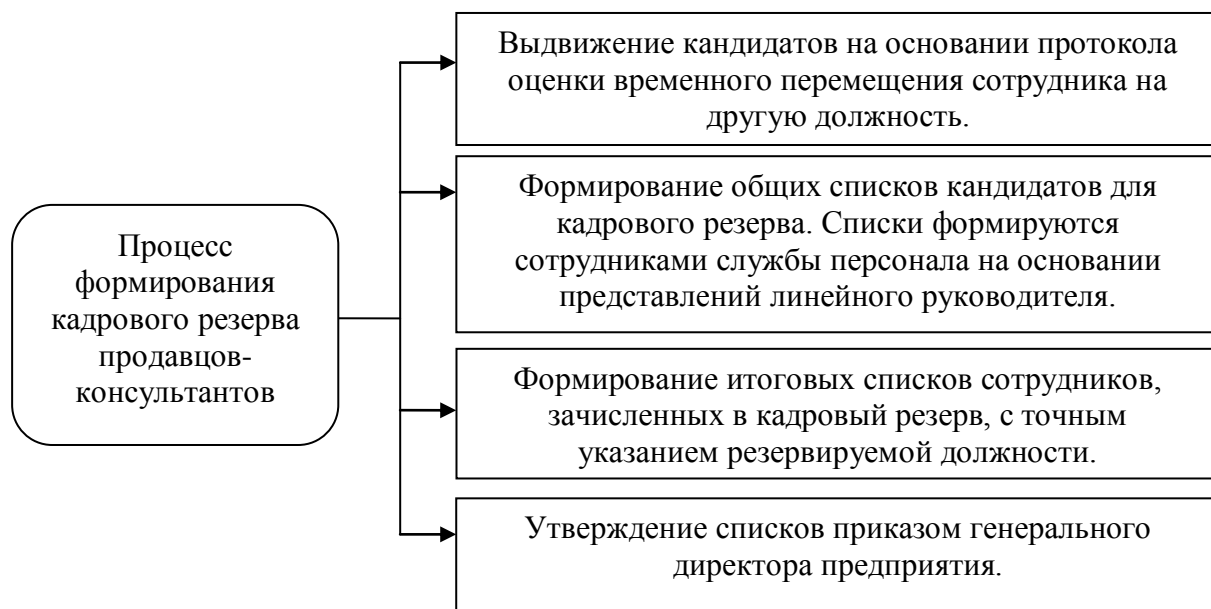 Процесс
формирования
кадрового резерва
продавцов-
консультантов
Выдвижение кандидатов на основании протокола
оценки временного перемещения сотрудника на
другую должность.
Формирование общих списков кандидатов для
кадрового резерва. Списки формируются
сотрудниками службы персонала на основании
представлений линейного руководителя.
Формирование итоговых списков сотрудников,
зачисленных в кадровый резерв, с точным
указанием резервируемой должности.
Утверждение списков приказом генерального
директора предприятия.